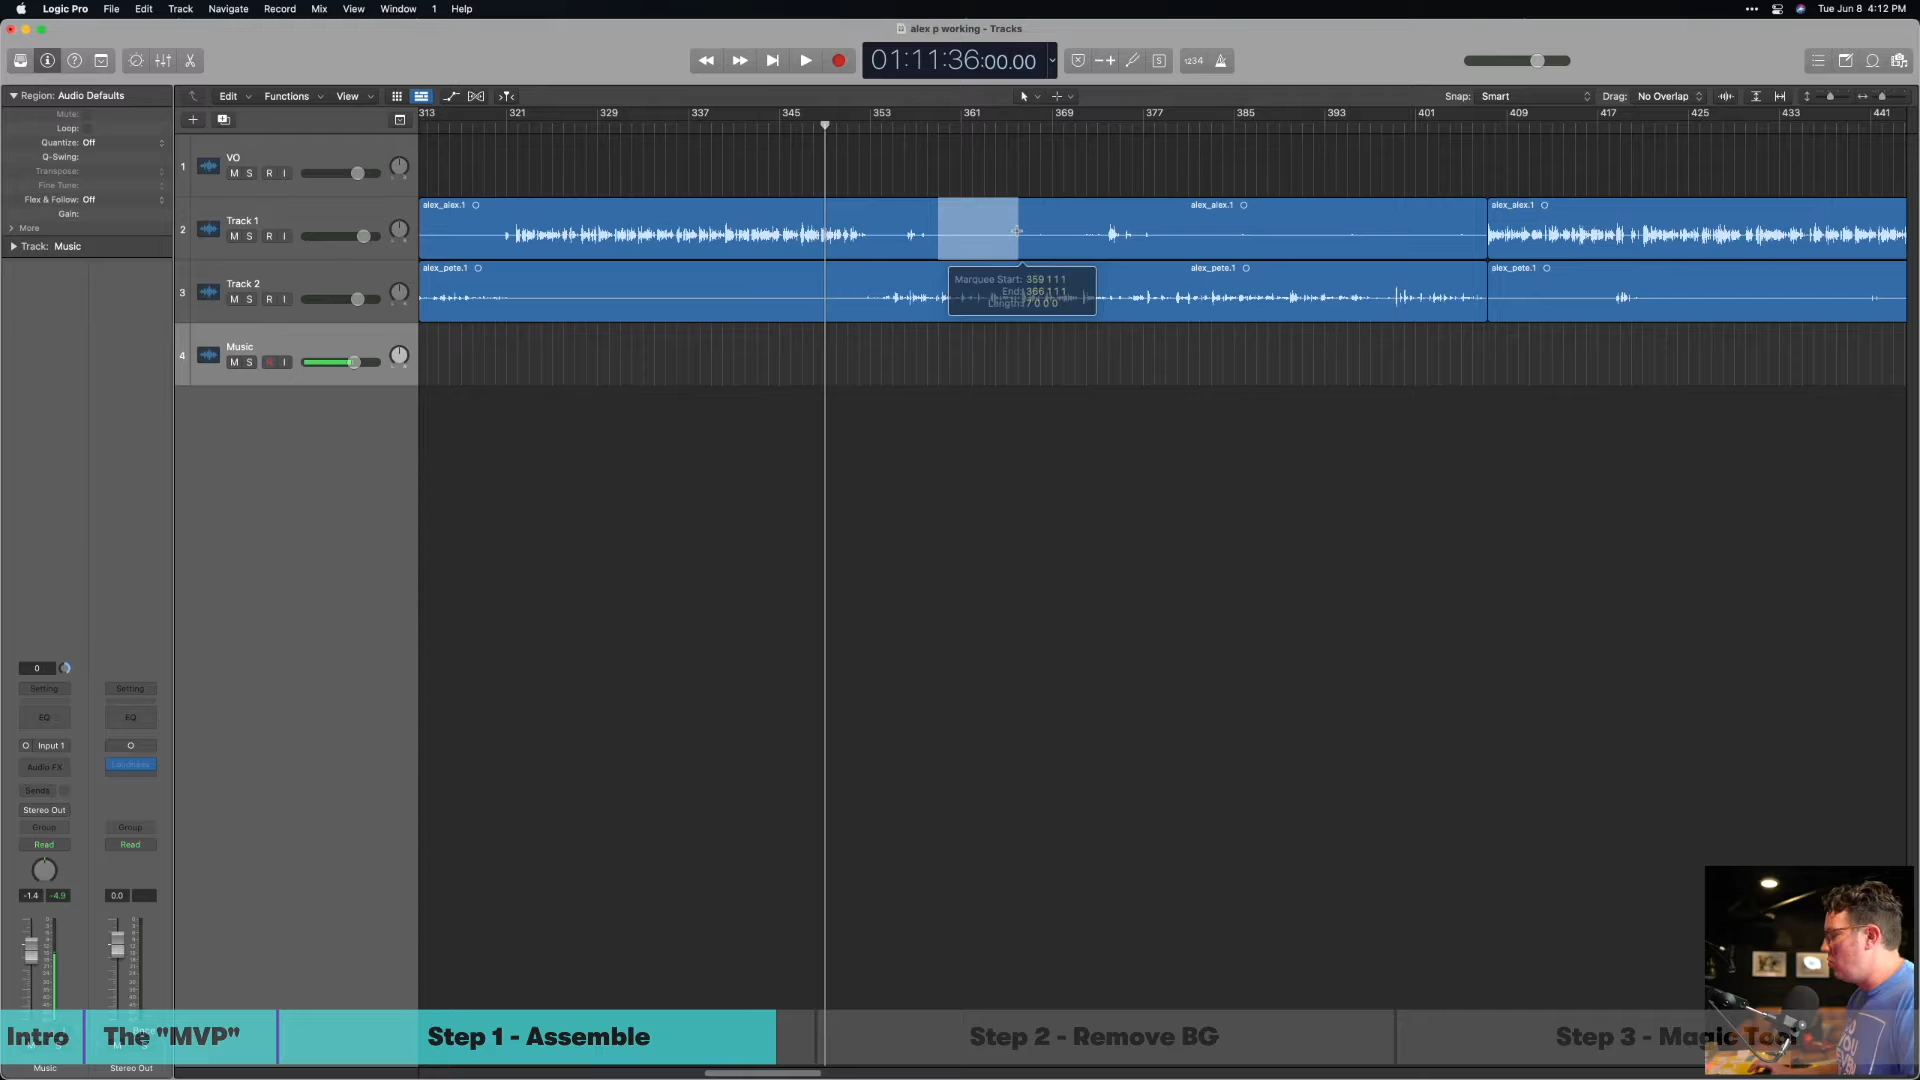 Logic Pro File Edit Track Navigate Record Mix View Window 1 Help
Tue Jun 8 4:12 PM
alex p working - Tracks
01:11:36:00.00
S
1234
Region: Audio Defaults
Edit Functions View
Snap: Smart
Drag: No Overlap
Mute:
Loop:
Quantize: Off
Q-Swing:
Transpose:
Fine Tune:
Flex & Follow: Off
Gain:
More
Track: Music
313 321 329 337 345 353 361 369 377 385 393 401 409 417 425 433 441
1 VO
M S R I
alex_alex.1 alex_alex.1 alex_alex.1
2 Track 1
M S R I
alex_pete.1 alex_pete.1 alex_pete.1
3 Track 2
M S R I
Marquee Start: 359 1 1 1
End: 366 1 1 1
Length: 7 0 0 0
4 Music
M S R I
0
Setting Setting
EQ EQ
Input 1
Audio FX Loudness
Sends
Stereo Out
Group Group
Read Read
-1.4 -4.9 0.0
Intro The "MVP" Step 1 - Assemble Step 2 - Remove BG Step 3 - Magic Tool
M S M S
Music Stereo Out